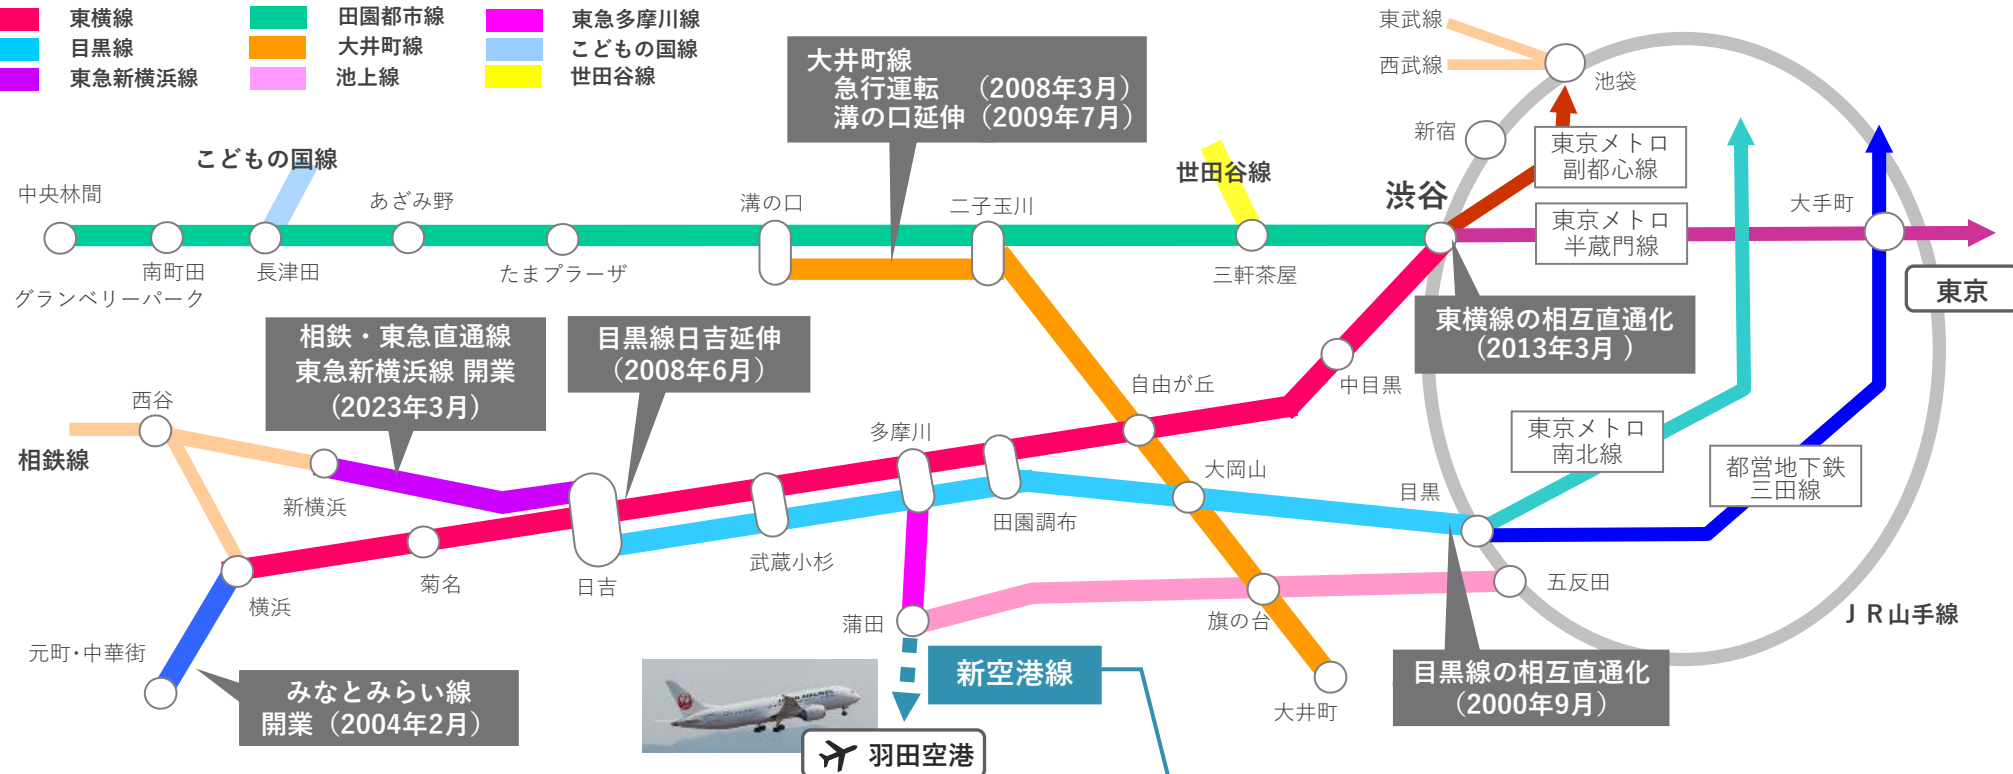 東横線
目黒線
東急新横浜線
田園都市線
大井町線
池上線
東急多摩川線
こどもの国線
世田谷線
東武線
西武線
池袋
新宿
大井町線
急行運転　（2008年3月）
溝の口延伸（2009年7月）
東京メトロ
副都心線
こどもの国線
世田谷線
渋谷
中央林間
あざみ野
溝の口
二子玉川
大手町
東京メトロ
半蔵門線
南町田
グランベリーパーク
長津田
たまプラーザ
三軒茶屋
東京
相鉄・東急直通線
東急新横浜線 開業
（2023年3月）
目黒線日吉延伸
（2008年6月）
東横線の相互直通化
（2013年3月 ）
自由が丘
中目黒
西谷
相鉄線
多摩川
東京メトロ
南北線
都営地下鉄
三田線
大岡山
目黒
新横浜
田園調布
武蔵小杉
日吉
菊名
横浜
五反田
ＪＲ山手線
蒲田
旗の台
元町･中華街
みなとみらい線
開業（2004年2月）
新空港線
目黒線の相互直通化
（2000年9月）
大井町
羽田空港